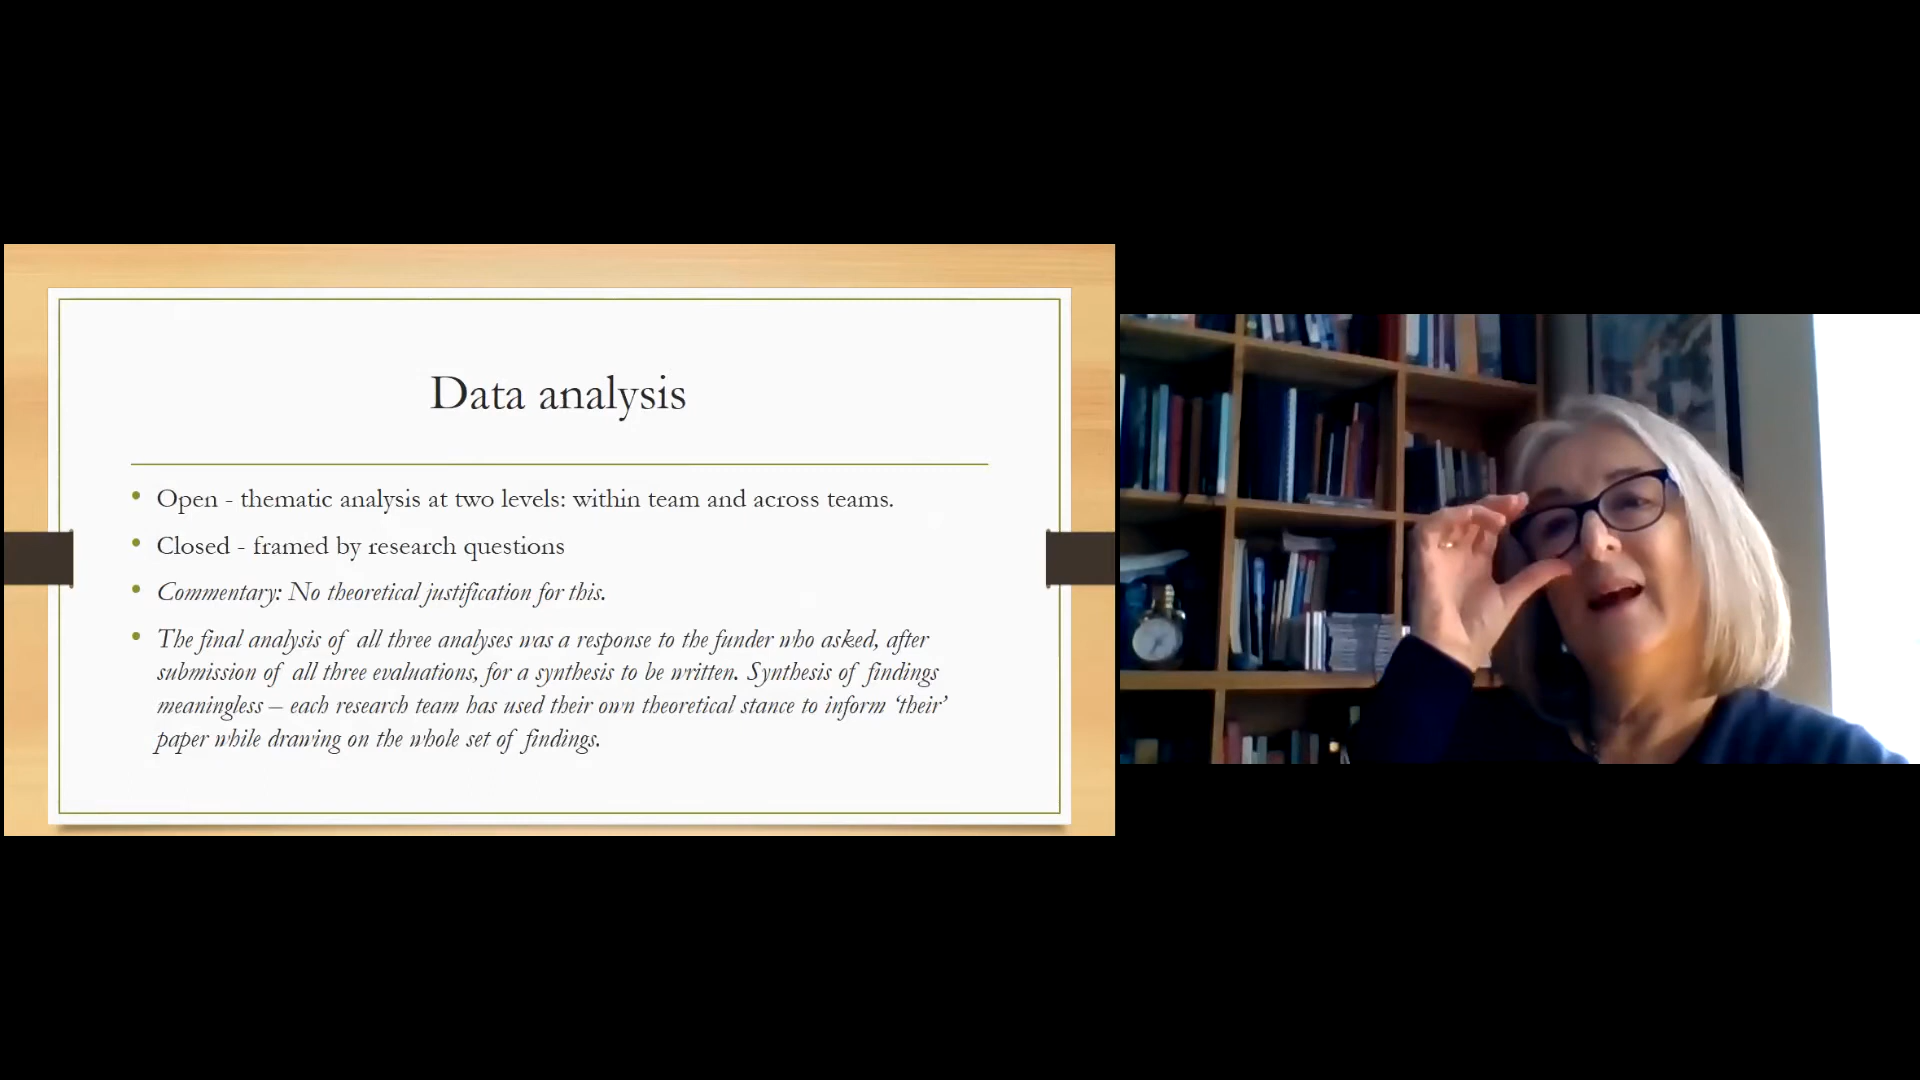 Data analysis
• Open - thematic analysis at two levels: within team and across teams.
• Closed - framed by research questions
• Commentary: No theoretical justification for this.
• The final analysis of all three analyses was a response to the funder who asked, after
submission of all three evaluations, for a synthesis to be written. Synthesis of findings
meaningless – each research team has used their own theoretical stance to inform ‘their’
paper while drawing on the whole set of findings.